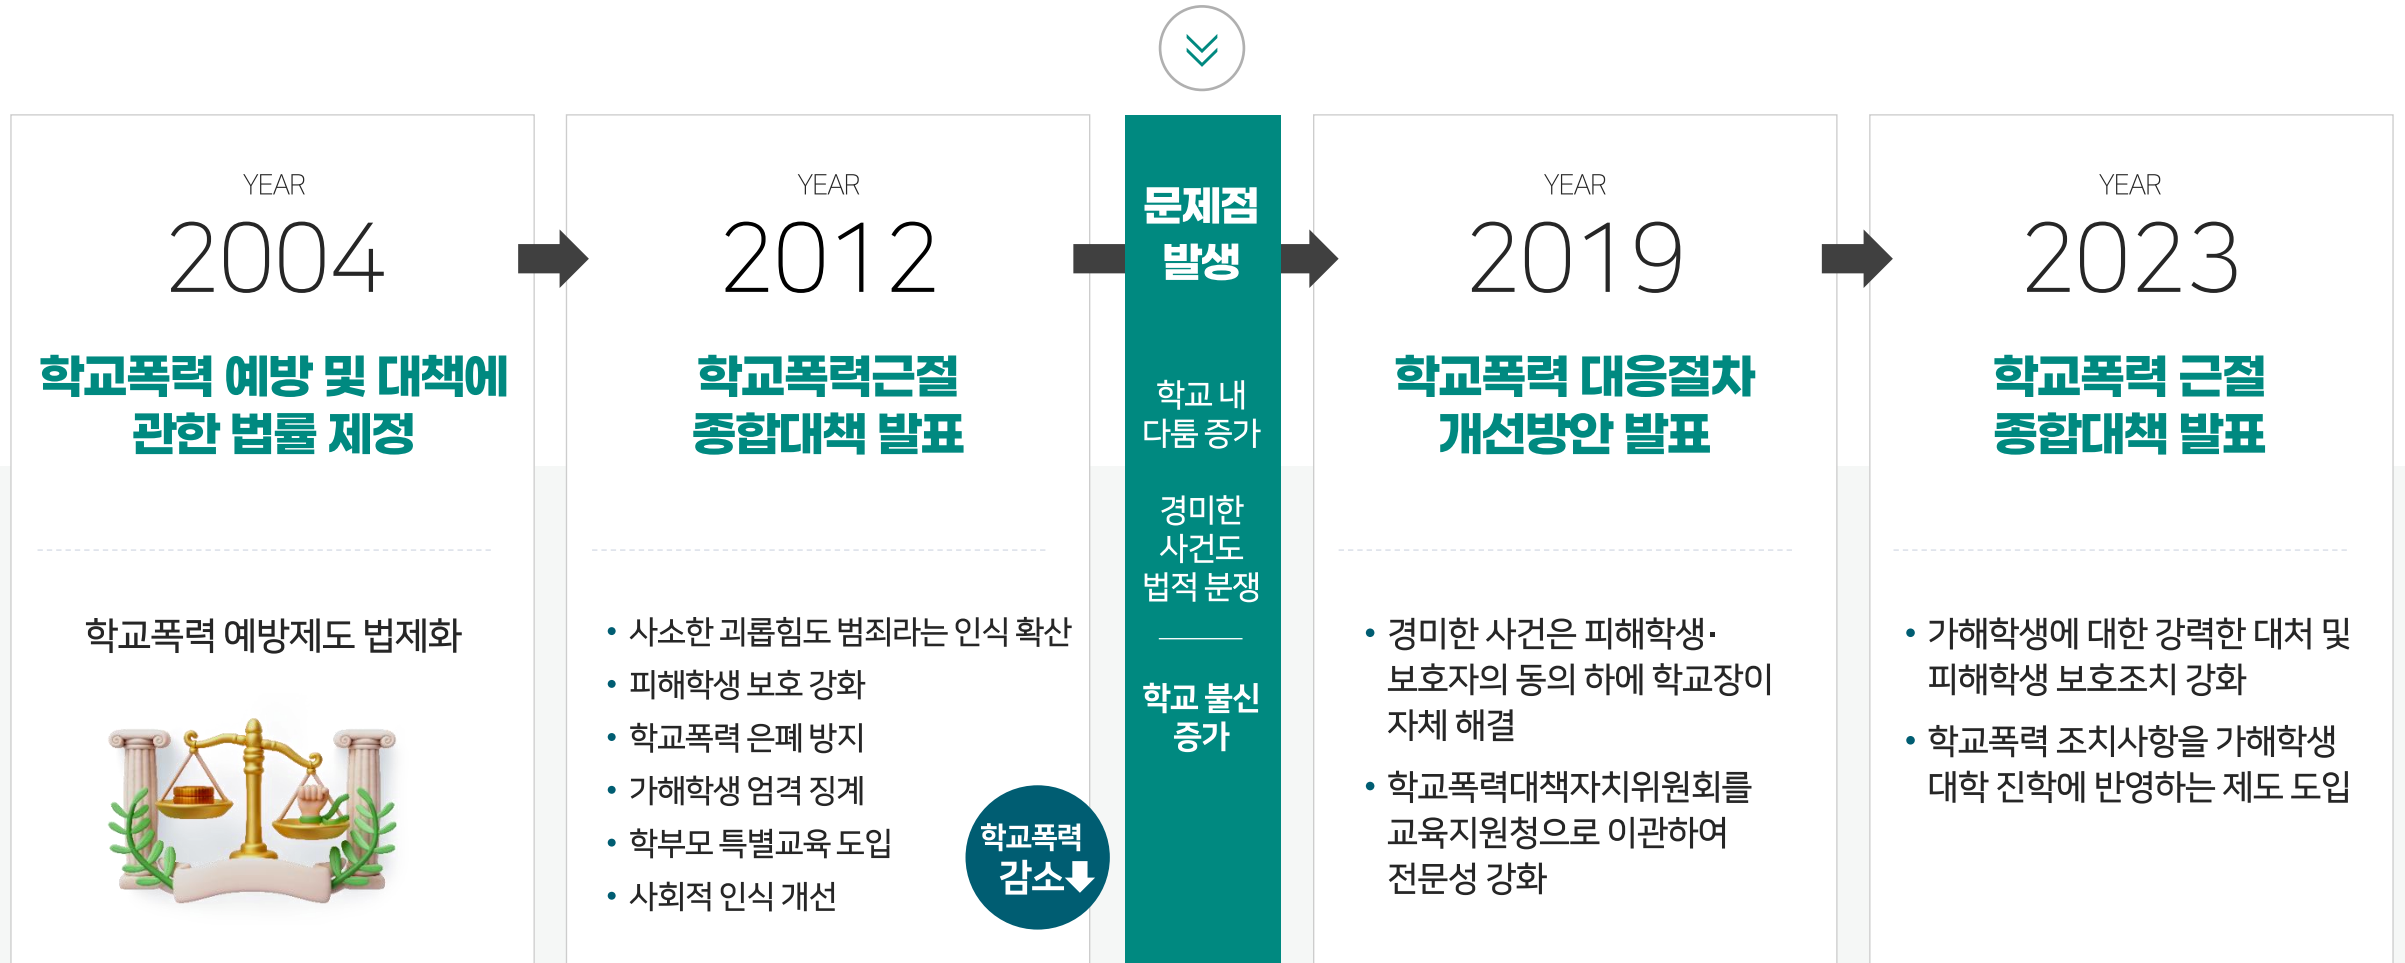 YEAR
2004
학교폭력 예방 및 대책에
관한 법률 제정
학교폭력 예방제도 법제화
YEAR
2012
학교폭력근절
종합대책 발표
• 사소한 괴롭힘도 범죄라는 인식 확산
• 피해학생 보호 강화
• 학교폭력 은폐 방지
• 가해학생 엄격 징계
• 학부모 특별교육 도입
• 사회적 인식 개선
학교폭력
감소
문제점
발생
학교 내
다툼 증가
경미한
사건도
법적 분쟁
학교 불신
증가
YEAR
2019
학교폭력 대응절차
개선방안 발표
• 경미한 사건은 피해학생·
보호자의 동의 하에 학교장이
자체 해결
• 학교폭력대책자치위원회를
교육지원청으로 이관하여
전문성 강화
YEAR
2023
학교폭력 근절
종합대책 발표
• 가해학생에 대한 강력한 대처 및
피해학생 보호조치 강화
• 학교폭력 조치사항을 가해학생
대학 진학에 반영하는 제도 도입